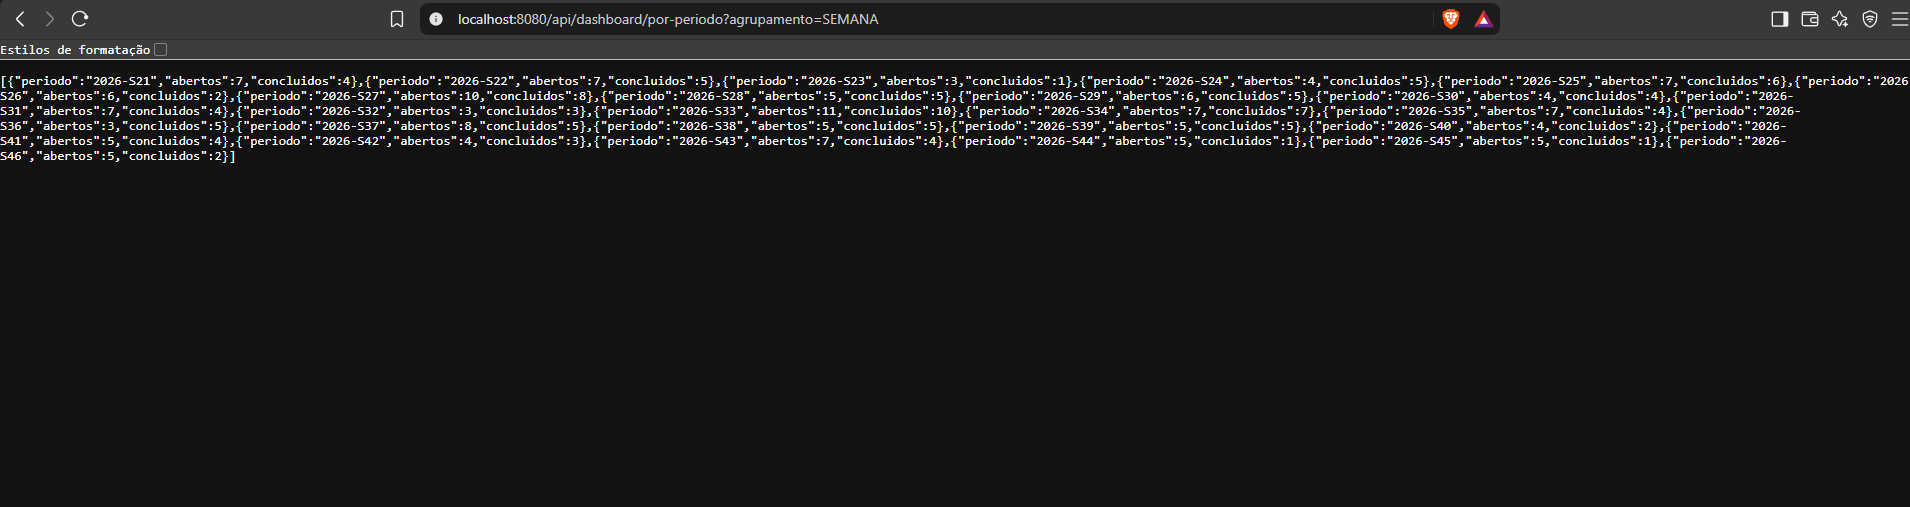 localhost:8080/api/dashboard/por-periodo?agrupamento=SEMANA
Estilos de formatação
[{"periodo":"2026-S21","abertos":7,"concluidos":4},{"periodo":"2026-S22","abertos":7,"concluidos":5},{"periodo":"2026-S23","abertos":3,"concluidos":1},{"periodo":"2026-S24","abertos":4,"concluidos":5},{"periodo":"2026-S25","abertos":7,"concluidos":6},{"periodo":"2026-
S26","abertos":6,"concluidos":2},{"periodo":"2026-S27","abertos":10,"concluidos":8},{"periodo":"2026-S28","abertos":5,"concluidos":5},{"periodo":"2026-S29","abertos":6,"concluidos":5},{"periodo":"2026-S30","abertos":4,"concluidos":4},{"periodo":"2026-
S31","abertos":7,"concluidos":4},{"periodo":"2026-S32","abertos":3,"concluidos":3},{"periodo":"2026-S33","abertos":11,"concluidos":10},{"periodo":"2026-S34","abertos":7,"concluidos":7},{"periodo":"2026-S35","abertos":7,"concluidos":4},{"periodo":"2026-
S36","abertos":3,"concluidos":5},{"periodo":"2026-S37","abertos":8,"concluidos":5},{"periodo":"2026-S38","abertos":5,"concluidos":5},{"periodo":"2026-S39","abertos":5,"concluidos":5},{"periodo":"2026-S40","abertos":4,"concluidos":2},{"periodo":"2026-
S41","abertos":5,"concluidos":4},{"periodo":"2026-S42","abertos":4,"concluidos":3},{"periodo":"2026-S43","abertos":7,"concluidos":4},{"periodo":"2026-S44","abertos":5,"concluidos":1},{"periodo":"2026-S45","abertos":5,"concluidos":1},{"periodo":"2026-
S46","abertos":5,"concluidos":2}]